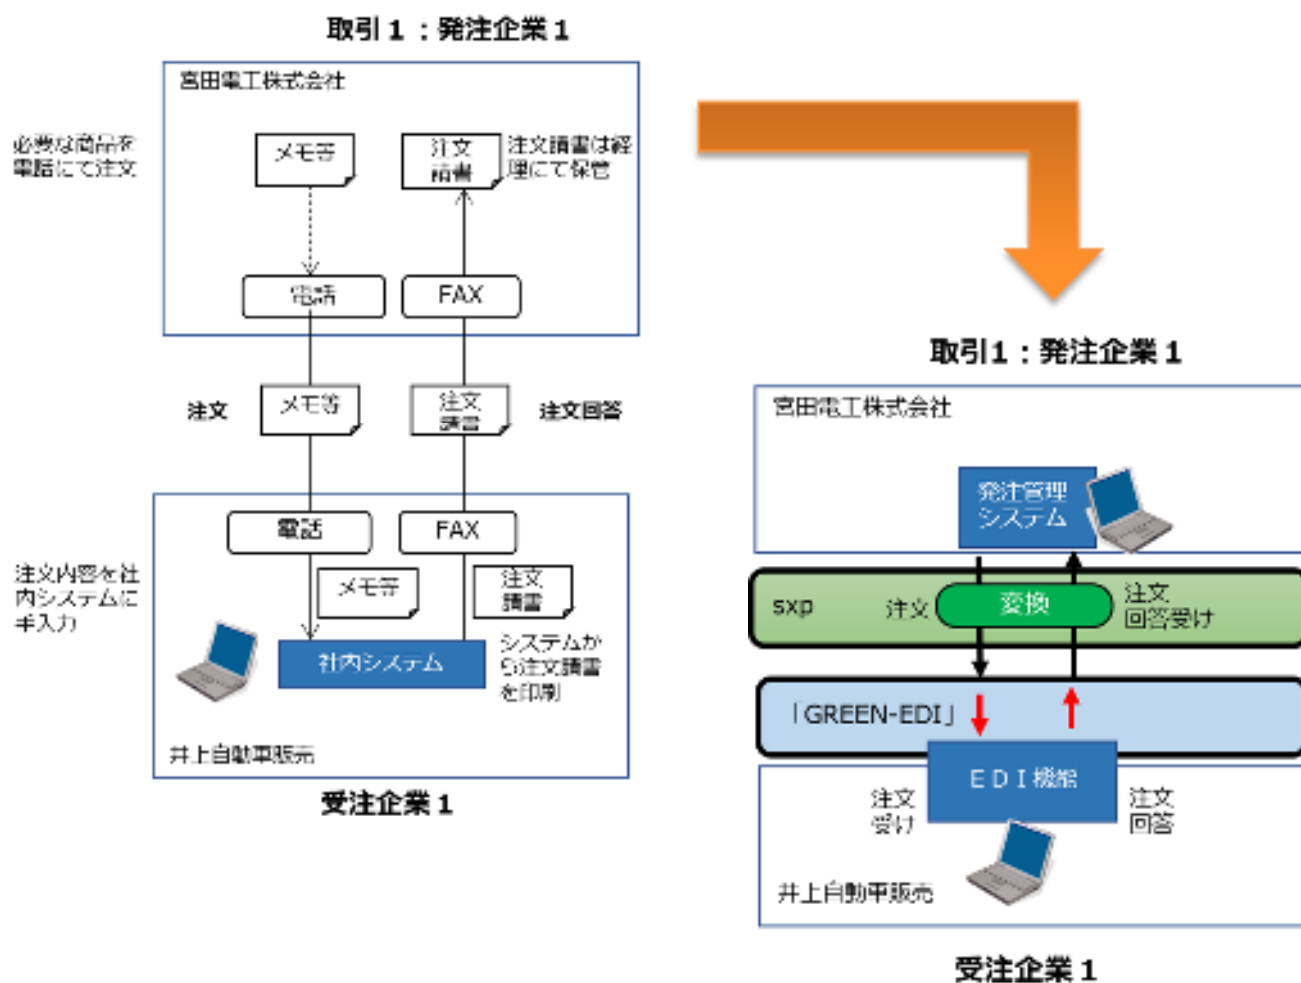 取引１：発注企業１
宮田電工株式会社
必要な商品を
電話にて注文
メモ等
注文
請書
注文請書は経
理にて保管
電話
FAX
注文
メモ等
注文
請書
注文回答
電話
FAX
注文内容を社
内システムに
手入力
メモ等
注文
請書
社内システム
システムか
ら注文請書
を印刷
井上自動車販売
受注企業１
取引1：発注企業１
宮田電工株式会社
発注管理
システム
sxp
注文
変換
注文
回答受け
「GREEN-EDI」
ＥＤＩ機能
注文
受け
注文
回答
井上自動車販売
受注企業１